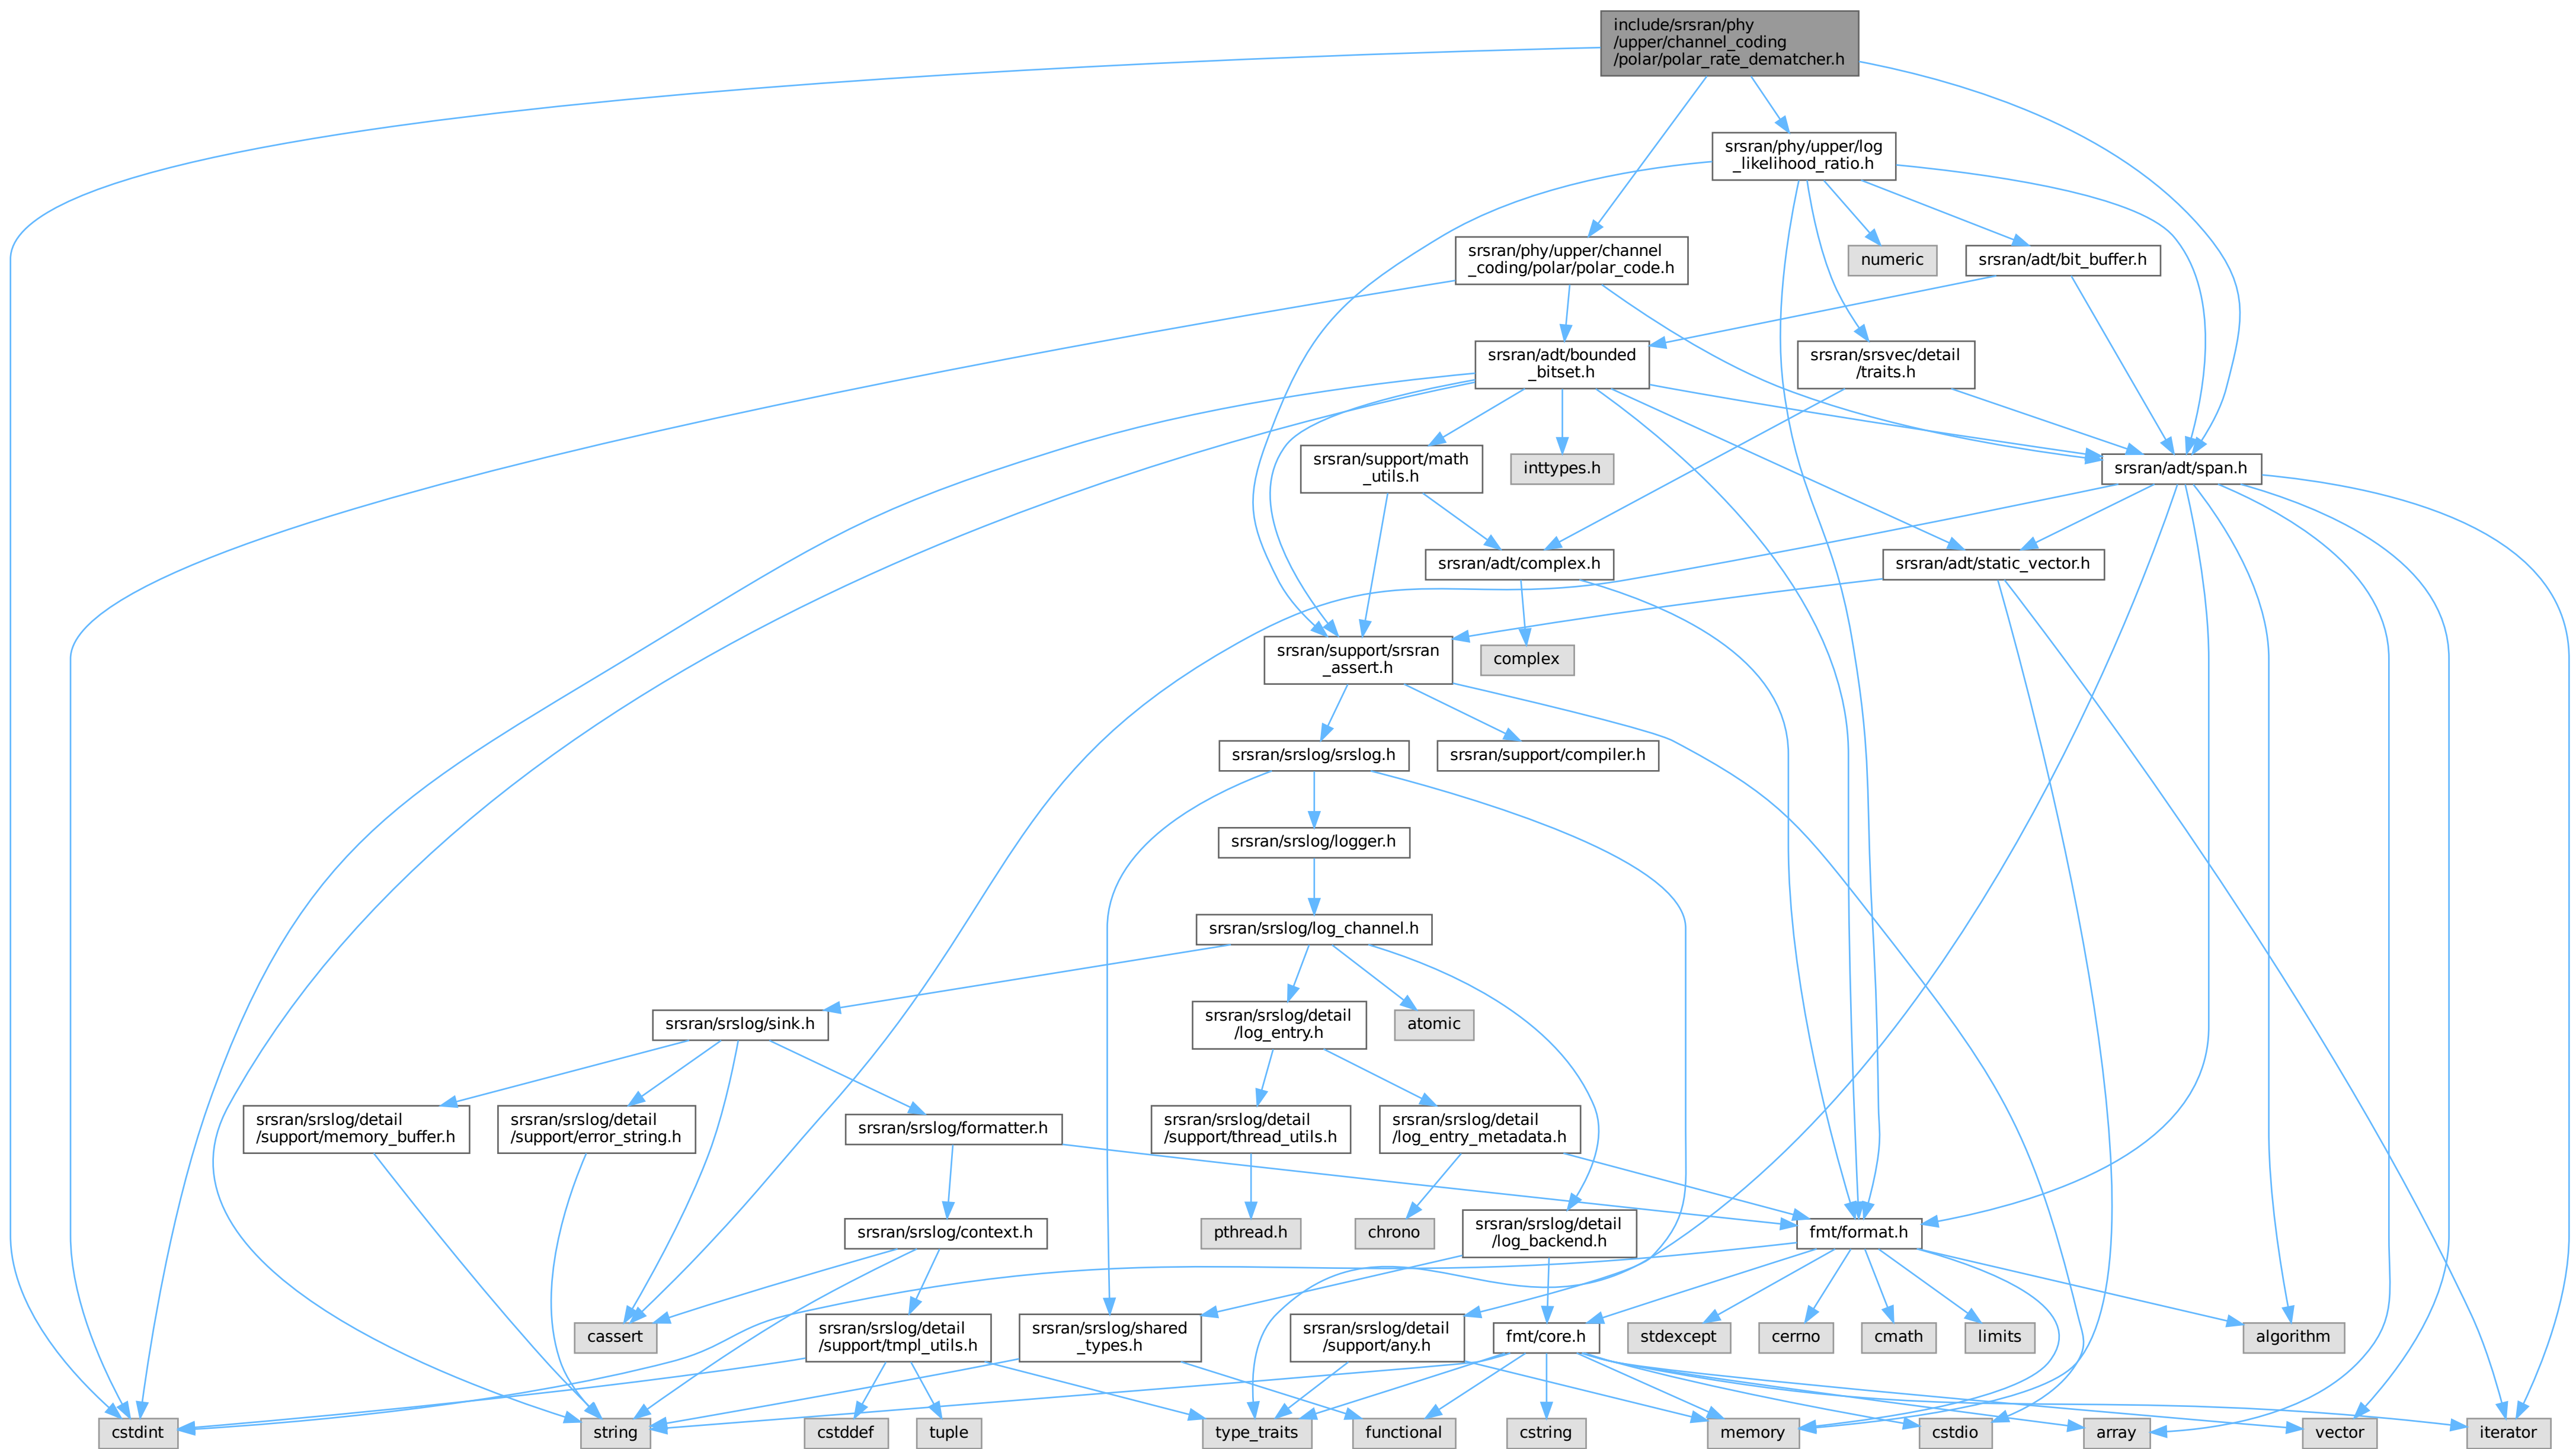 include/srsran/phy
/upper/channel_coding
/polar/polar_rate_dematcher.h
srsran/phy/upper/log
_likelihood_ratio.h
srsran/phy/upper/channel
_coding/polar/polar_code.h
numeric
srsran/adt/bit_buffer.h
srsran/adt/bounded
_bitset.h
srsran/srsvec/detail
/traits.h
srsran/support/math
_utils.h
inttypes.h
srsran/adt/span.h
srsran/adt/complex.h
srsran/adt/static_vector.h
srsran/support/srsran
_assert.h
complex
srsran/srslog/srslog.h
srsran/support/compiler.h
srsran/srslog/logger.h
srsran/srslog/log_channel.h
srsran/srslog/sink.h
srsran/srslog/detail
/log_entry.h
atomic
srsran/srslog/detail
/support/memory_buffer.h
srsran/srslog/detail
/support/error_string.h
srsran/srslog/formatter.h
srsran/srslog/detail
/support/thread_utils.h
srsran/srslog/detail
/log_entry_metadata.h
srsran/srslog/context.h
pthread.h
chrono
srsran/srslog/detail
/log_backend.h
fmt/format.h
cassert
srsran/srslog/detail
/support/tmpl_utils.h
srsran/srslog/shared
_types.h
srsran/srslog/detail
/support/any.h
fmt/core.h
stdexcept
cerrno
cmath
limits
algorithm
cstdint
string
cstddef
tuple
type_traits
functional
cstring
memory
cstdio
array
vector
iterator